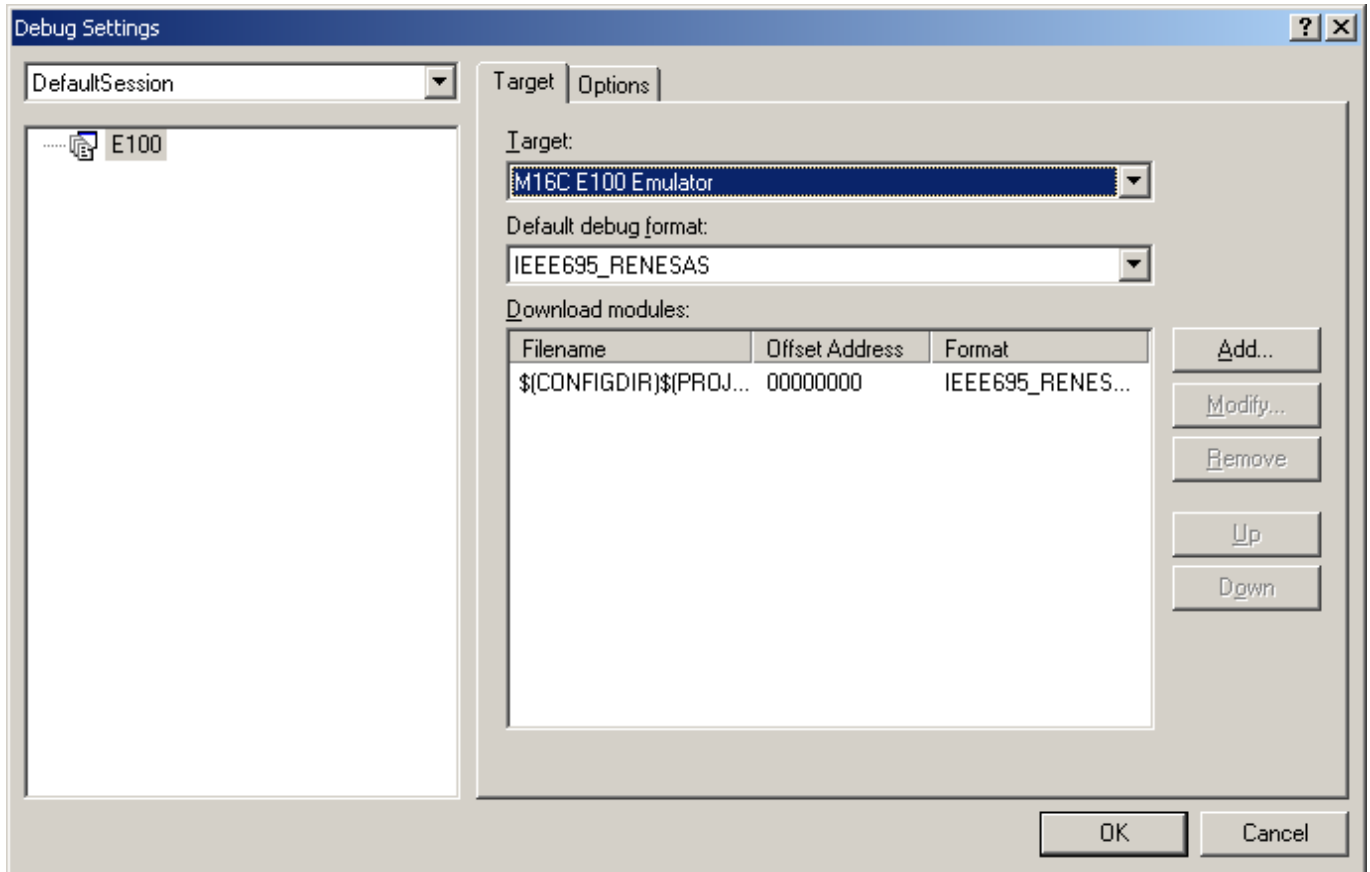 Debug Settings
DefaultSession
E100
Target Options
Target:
M16C E100 Emulator
Default debug format:
IEEE695_RENESAS
Download modules:
Filename Offset Address Format
$(CONFIGDIR)$(PROJ... 00000000 IEEE695_RENES...
Add...
Modify...
Remove
Up
Down
OK Cancel